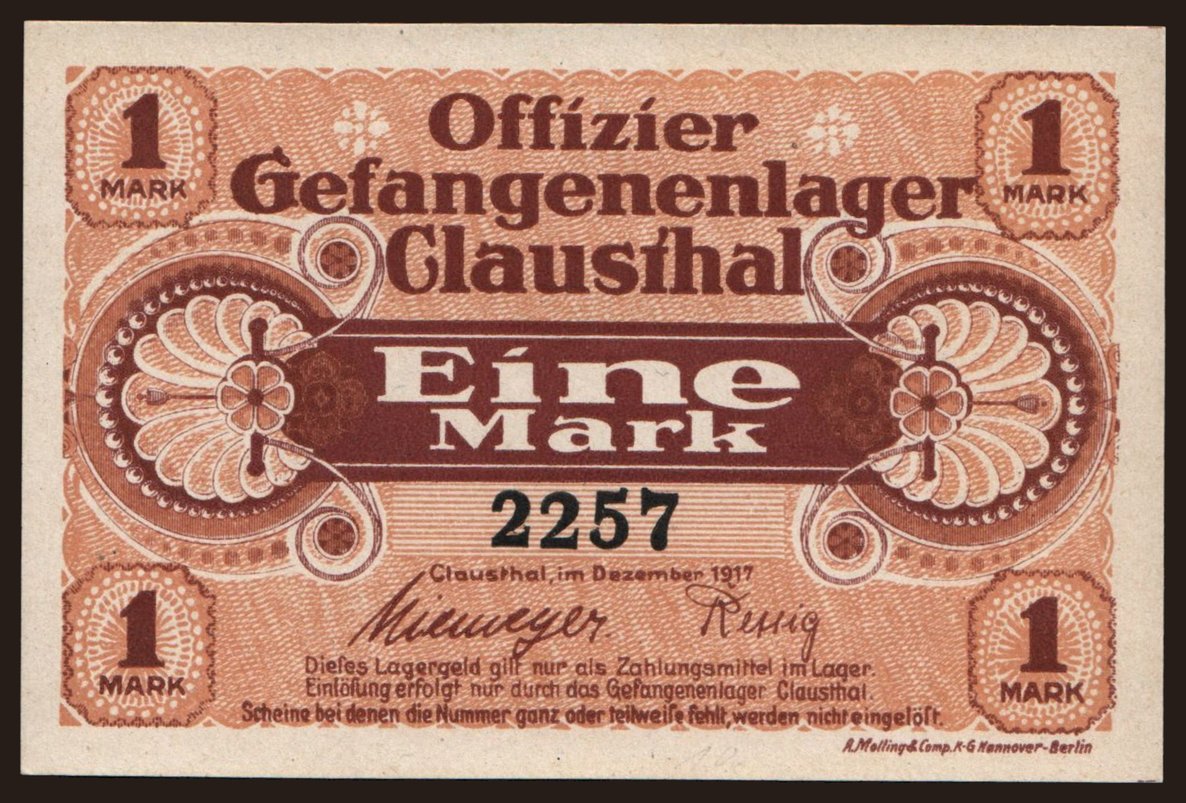 1 MARK
1 MARK
Offizier
Gefangenenlager
Clausthal
Eine
Mark
2257
Clausthal, im Dezember 1917
Niemeyer. Ressig
Dieſes Lagergeld gilt nur als Zahlungsmittel im Lager.
Einlöſung erfolgt nur durch das Gefangenenlager Clausthal.
Scheine bei denen die Nummer ganz oder teilweiſe fehlt, werden nicht eingelöſt.
1 MARK
1 MARK
A. Molling & Comp. K-G Hannover-Berlin